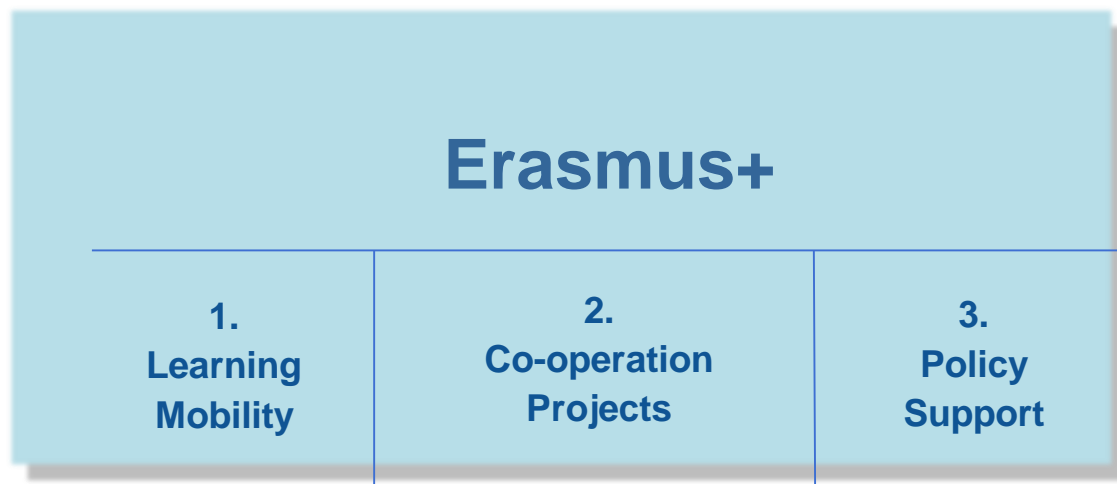 Erasmus+
1.
Learning
Mobility
2.
Co-operation
Projects
3.
Policy
Support